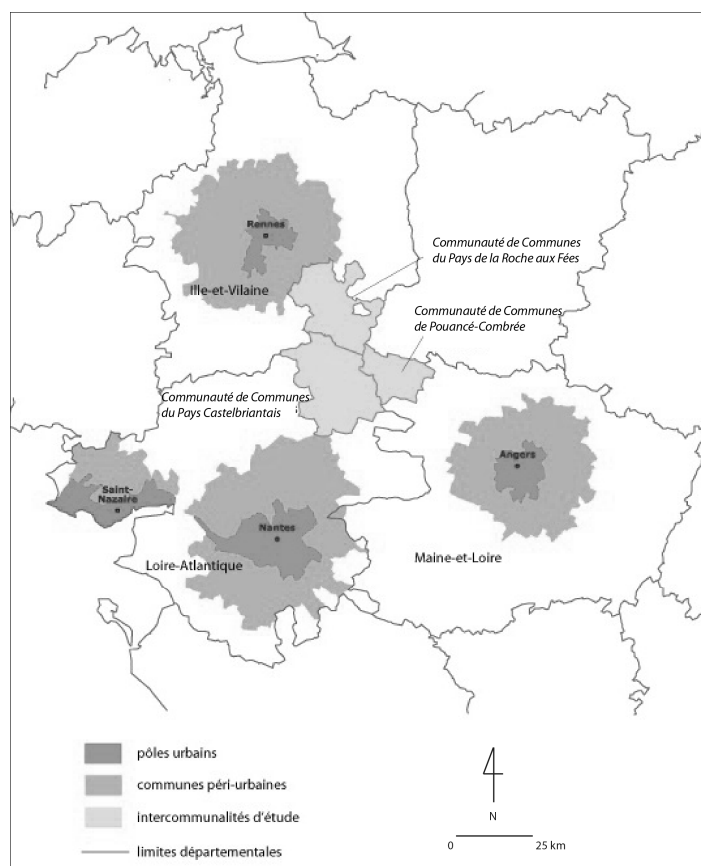 Rennes
Communauté de Communes
du Pays de la Roche aux Fées
Ille-et-Vilaine
Communauté de Communes
de Pouancé-Combrée
Communauté de Communes
du Pays Castelbriantais
Angers
Saint-
Nazaire
Nantes
Loire-Atlantique
Maine-et-Loire
pôles urbains
communes péri-urbaines
intercommunalités d'étude
limites départementales
N
0 25 km